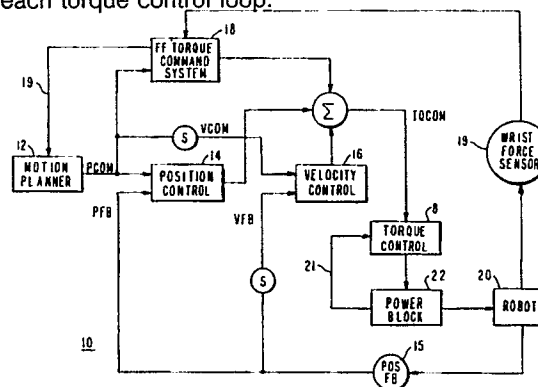 each torque control loop.
18
FF TORQUE
COMMAND
SYSTEM
19
Σ
TQCOM
S
VCOM
12
MOTION
PLANNER
PCOM
14
POSITION
CONTROL
16
VELOCITY
CONTROL
19
WRIST
FORCE
SENSOR
PFB
VFB
8
TORQUE
CONTROL
21
S
22
POWER
BLOCK
20
ROBOT
10
15
POS
FB